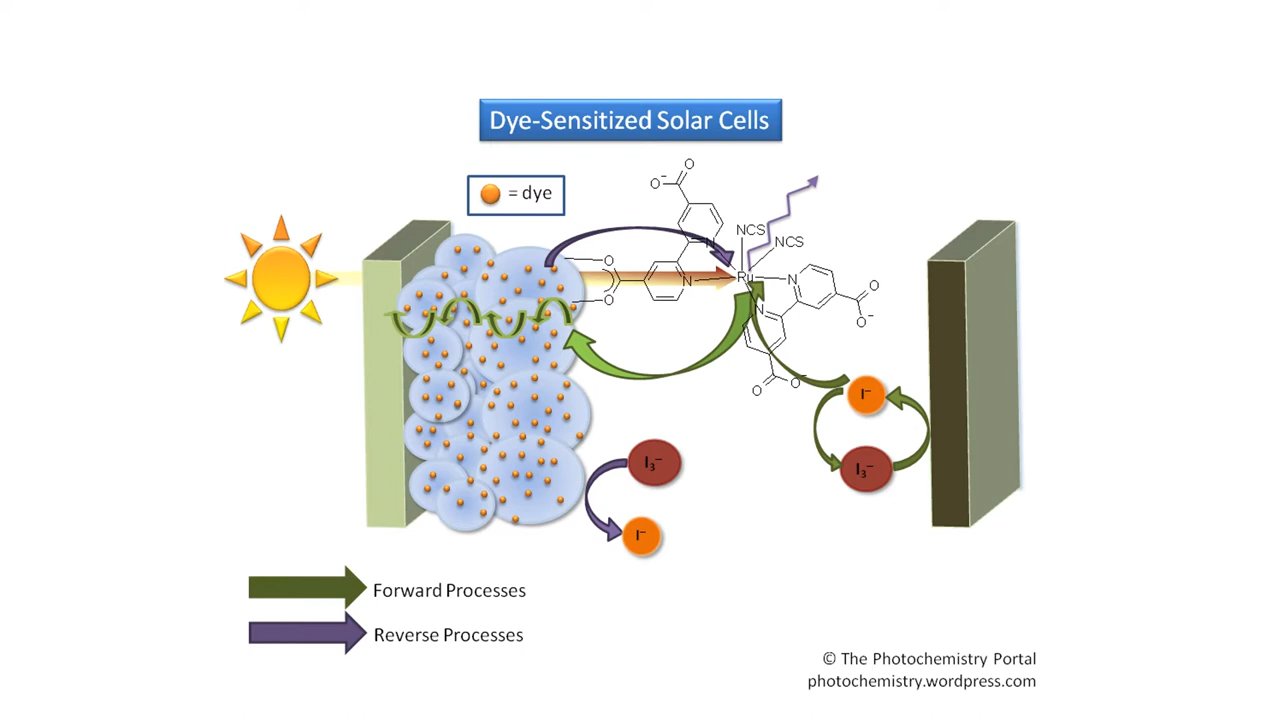 Dye-Sensitized Solar Cells
= dye
O
O⁻
NCS
NCS
N
O
O
N
Ru
N
N
O
O⁻
O
O⁻
I⁻
I₃⁻
I₃⁻
I⁻
Forward Processes
Reverse Processes
© The Photochemistry Portal
photochemistry.wordpress.com